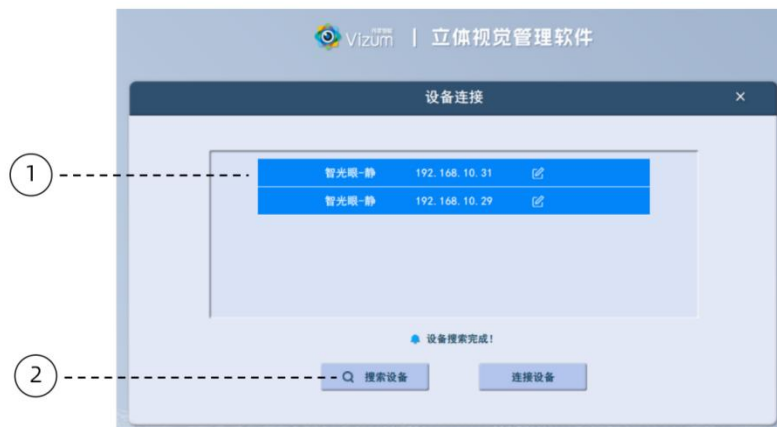 Vizum | 立体视觉管理软件
设备连接 ×
1
智光眼-静 192.168.10.31
智光眼-静 192.168.10.29
设备搜索完成!
2
搜索设备 连接设备